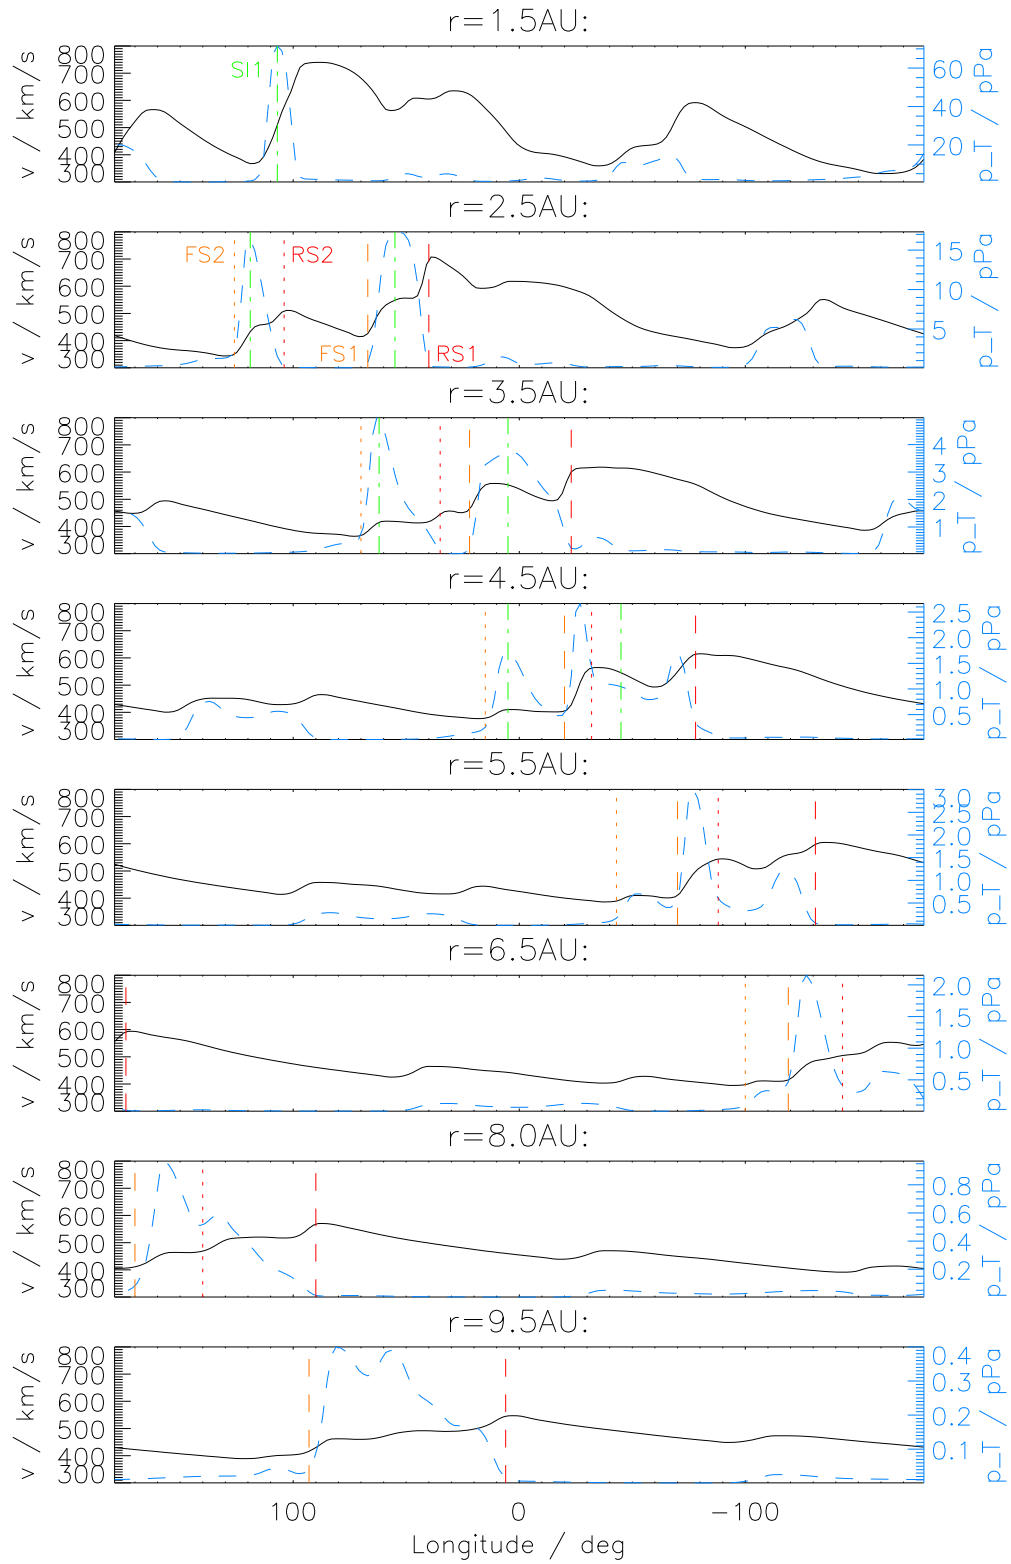 r=1.5AU:
v / km/s
800
700
600
500
400
300
SI1
60
40
20
p_T / pPa
r=2.5AU:
v / km/s
800
700
600
500
400
300
FS2
RS2
FS1
RS1
15
10
5
p_T / pPa
r=3.5AU:
v / km/s
800
700
600
500
400
300
4
3
2
1
p_T / pPa
r=4.5AU:
v / km/s
800
700
600
500
400
300
2.5
2.0
1.5
1.0
0.5
p_T / pPa
r=5.5AU:
v / km/s
800
700
600
500
400
300
3.0
2.5
2.0
1.5
1.0
0.5
p_T / pPa
r=6.5AU:
v / km/s
800
700
600
500
400
300
2.0
1.5
1.0
0.5
p_T / pPa
r=8.0AU:
v / km/s
800
700
600
500
400
300
0.8
0.6
0.4
0.2
p_T / pPa
r=9.5AU:
v / km/s
800
700
600
500
400
300
0.4
0.3
0.2
0.1
p_T / pPa
100 0 −100
Longitude / deg